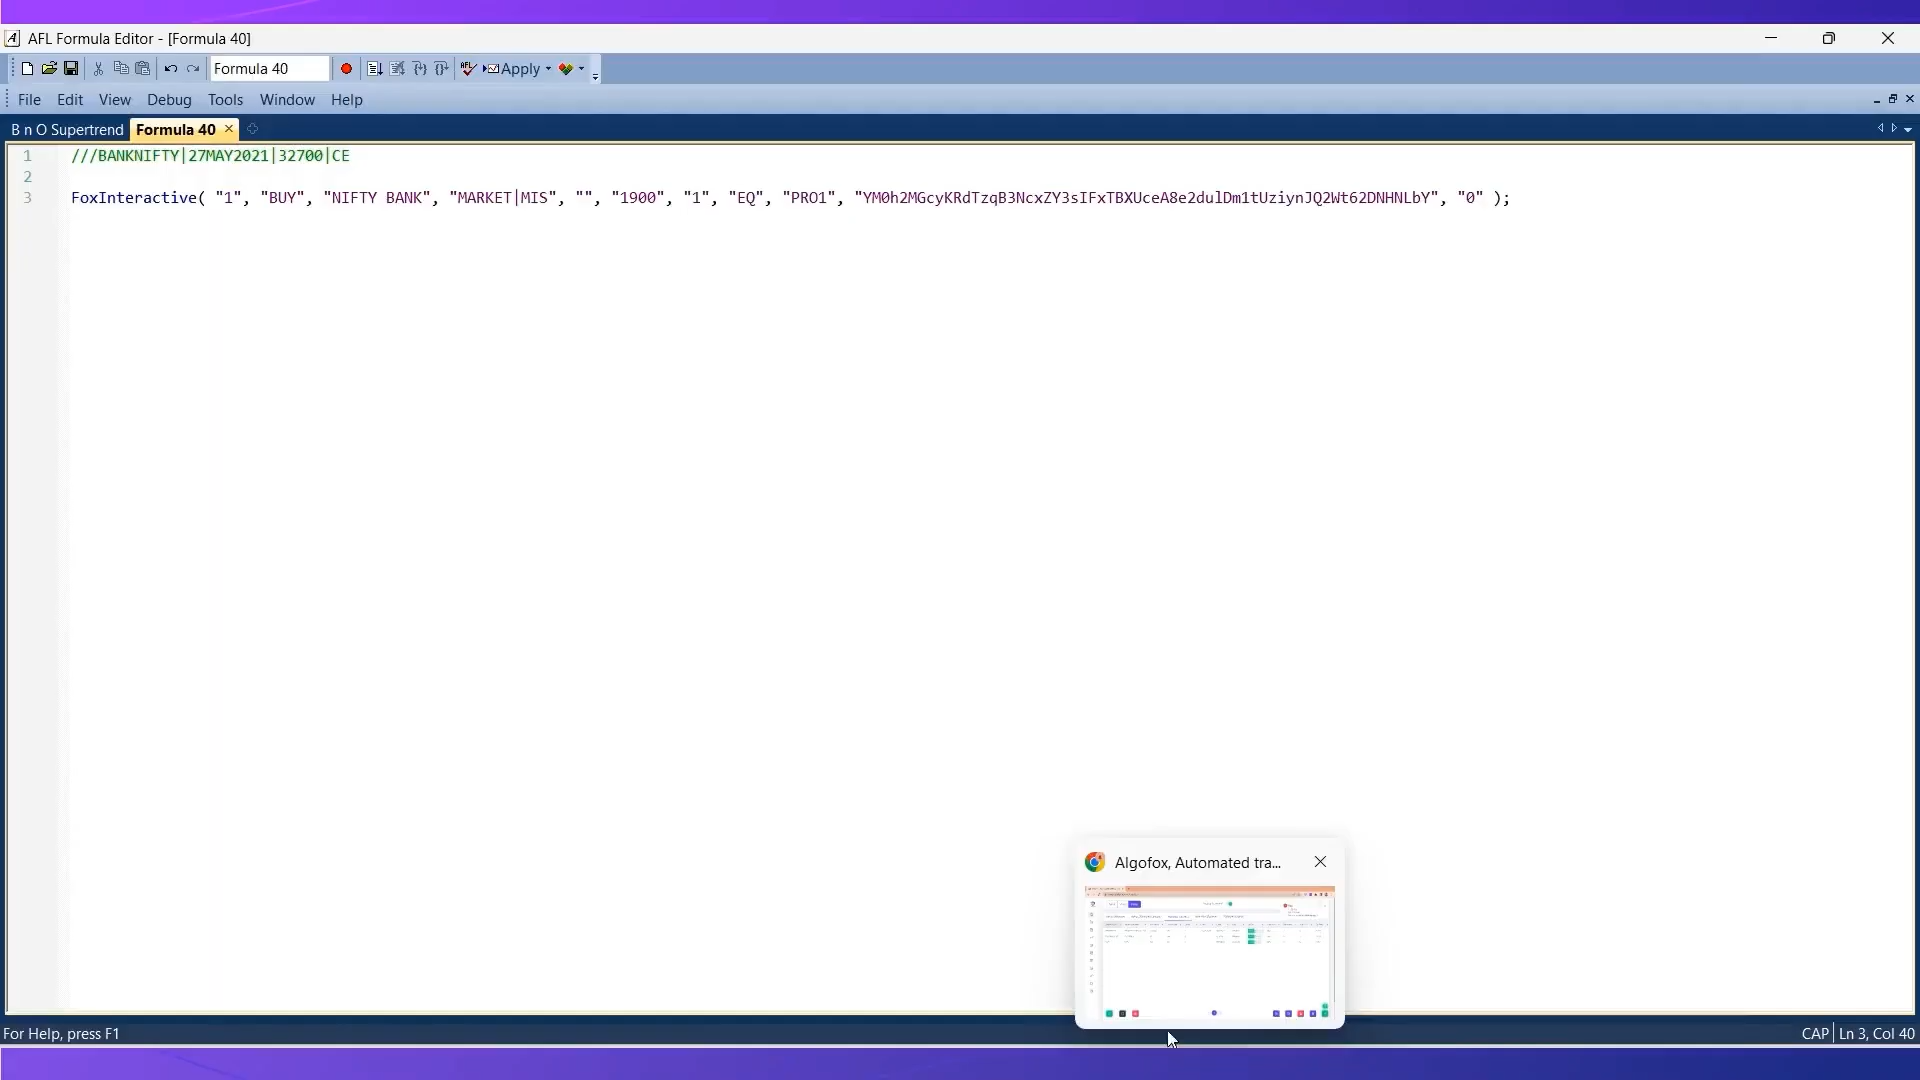 AFL Formula Editor - [Formula 40]
Formula 40
Apply
File Edit View Debug Tools Window Help
B n O Supertrend Formula 40
1 ///BANKNIFTY|27MAY2021|32700|CE
2
3 FoxInteractive( "1", "BUY", "NIFTY BANK", "MARKET|MIS", "", "1900", "1", "EQ", "PRO1", "YM0h2MGcyKRdTzqB3NcxZY3sIFxTBXUceA8e2dulDm1tUziynJQ2Wt62DNHNLbY", "0" );
Algofox, Automated tra...
For Help, press F1
CAP Ln 3, Col 40